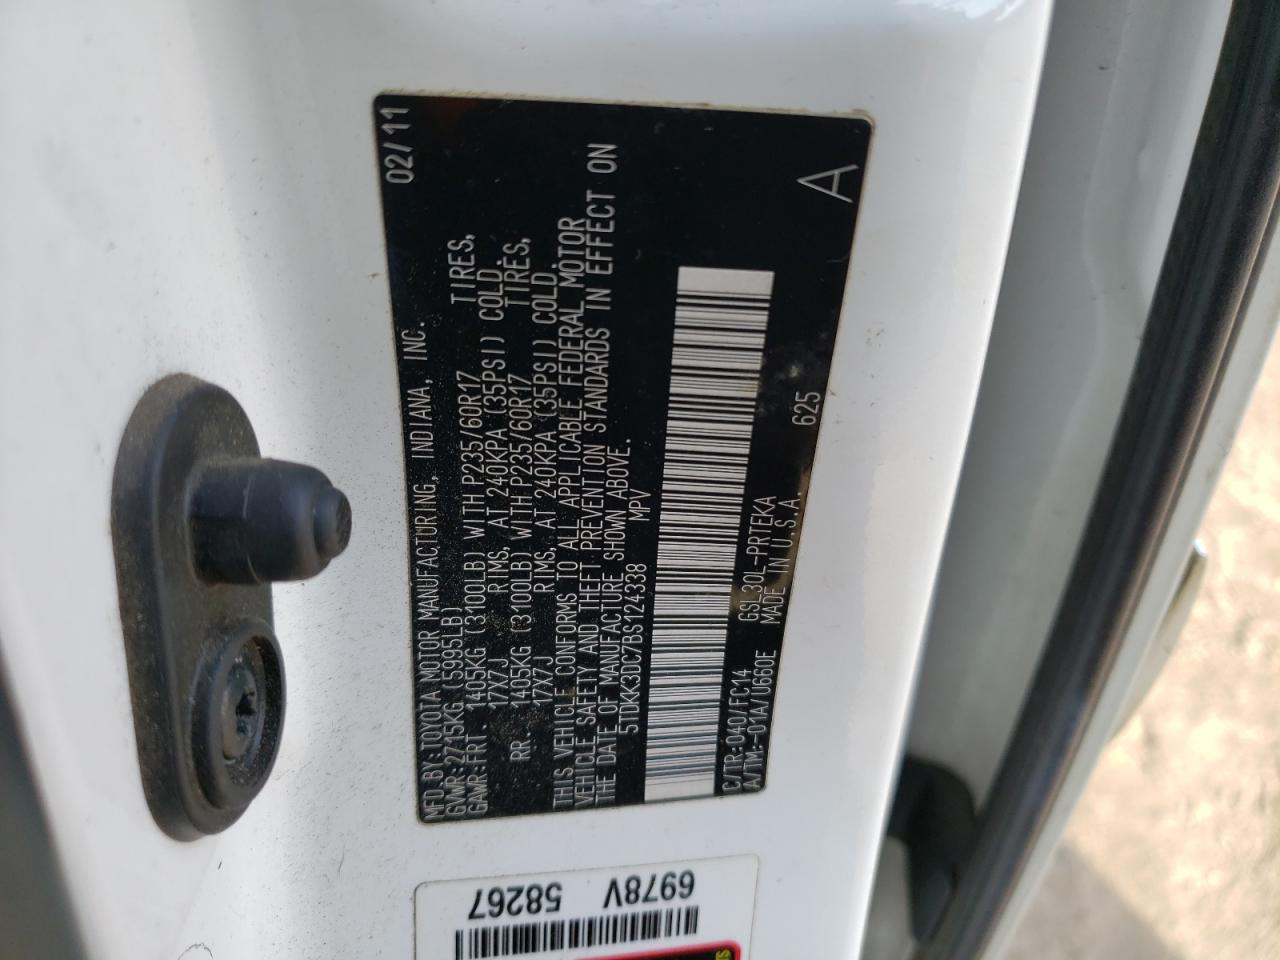 02/11
MFD.BY:TOYOTA MOTOR MANUFACTURING, INDIANA, INC.
GVWR:2715KG (5995LB)
GAWR:FRT 1405KG (3100LB) WITH P235/60R17 TIRES,
17X7J RIMS, AT 240KPA (35PSI) COLD.
RR. 1405KG (3100LB) WITH P235/60R17 TIRES,
17X7J RIMS, AT 240KPA (35PSI) COLD.
THIS VEHICLE CONFORMS TO ALL APPLICABLE FEDERAL MOTOR
VEHICLE SAFETY AND THEFT PREVENTION STANDARDS IN EFFECT ON
THE DATE OF MANUFACTURE SHOWN ABOVE.
5TDKK3DC7BS124338 MPV
C/TR:040/FC14 GSL30L-PRTEKA 625 A
A/TM:-01A/U660E MADE IN U.S.A.
6978V
58267